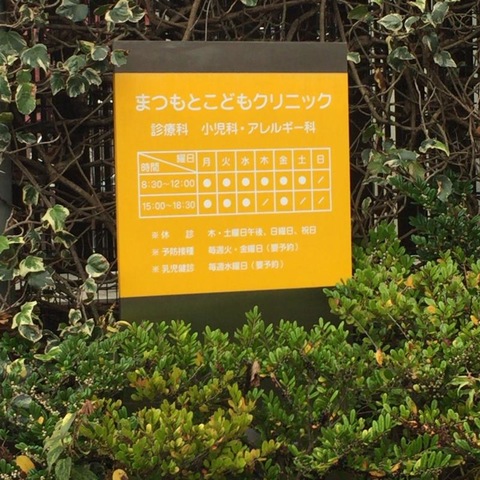 まつもとこどもクリニック
診療科 小児科・アレルギー科
時間 曜日 月 火 水 木 金 土 日
8:30~12:00 ● ● ● ● ● ● /
15:00~18:30 ● ● ● / ● / /
※休診 木・土曜日午後、日曜日、祝日
※予防接種 毎週火・金曜日(要予約)
※乳児健診 毎週水曜日(要予約)